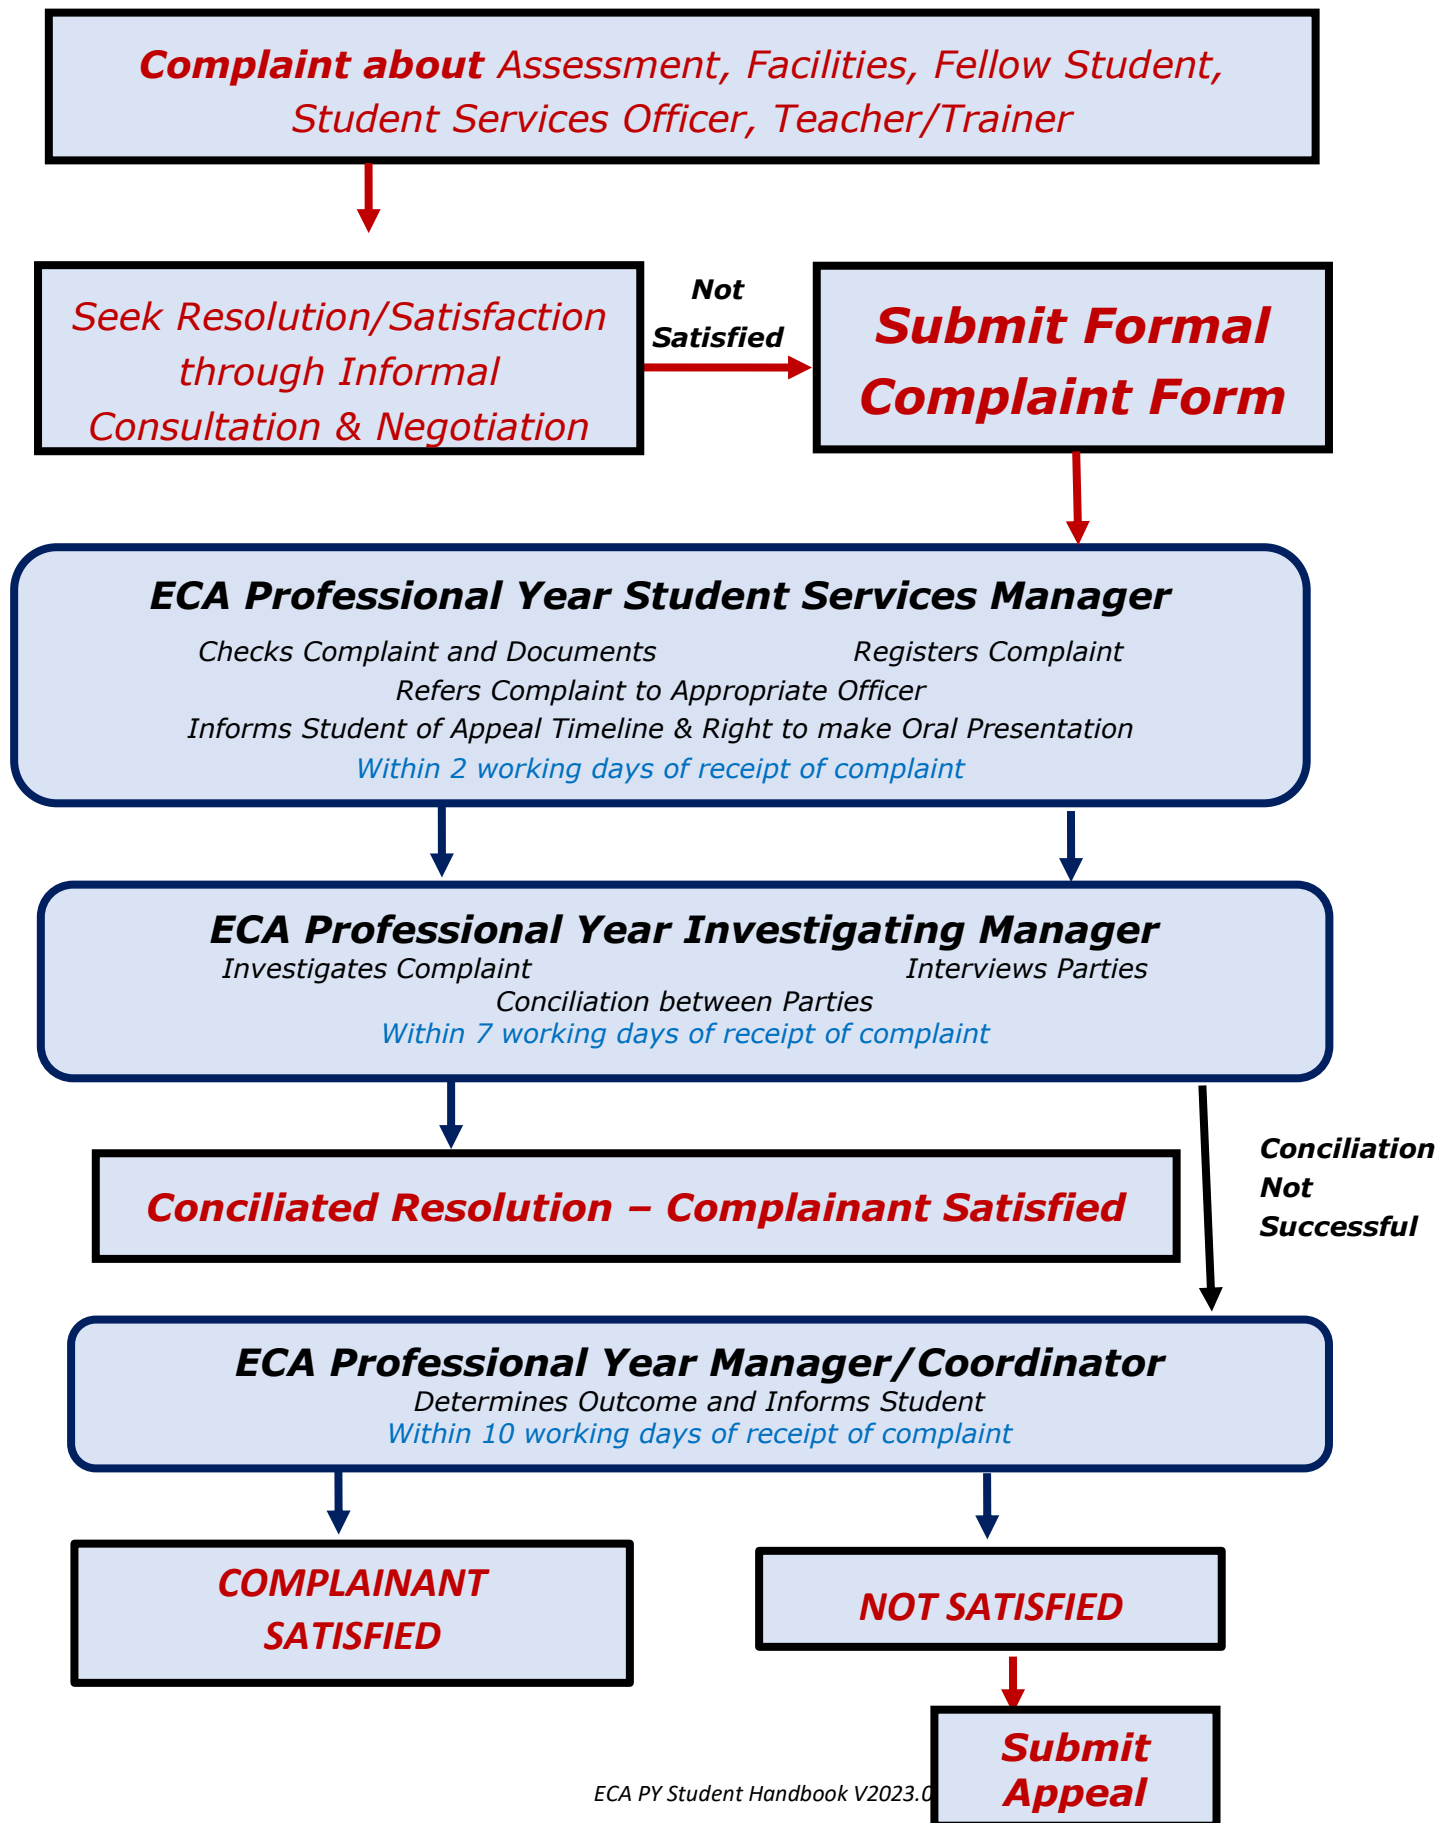 Complaint about Assessment, Facilities, Fellow Student,
Student Services Officer, Teacher/Trainer
Seek Resolution/Satisfaction
through Informal
Consultation & Negotiation
Not
Satisfied
Submit Formal
Complaint Form
ECA Professional Year Student Services Manager
Checks Complaint and Documents Registers Complaint
Refers Complaint to Appropriate Officer
Informs Student of Appeal Timeline & Right to make Oral Presentation
Within 2 working days of receipt of complaint
ECA Professional Year Investigating Manager
Investigates Complaint Interviews Parties
Conciliation between Parties
Within 7 working days of receipt of complaint
Conciliated Resolution – Complainant Satisfied
Conciliation
Not
Successful
ECA Professional Year Manager/Coordinator
Determines Outcome and Informs Student
Within 10 working days of receipt of complaint
COMPLAINANT
SATISFIED
NOT SATISFIED
Submit
Appeal
ECA PY Student Handbook V2023.0